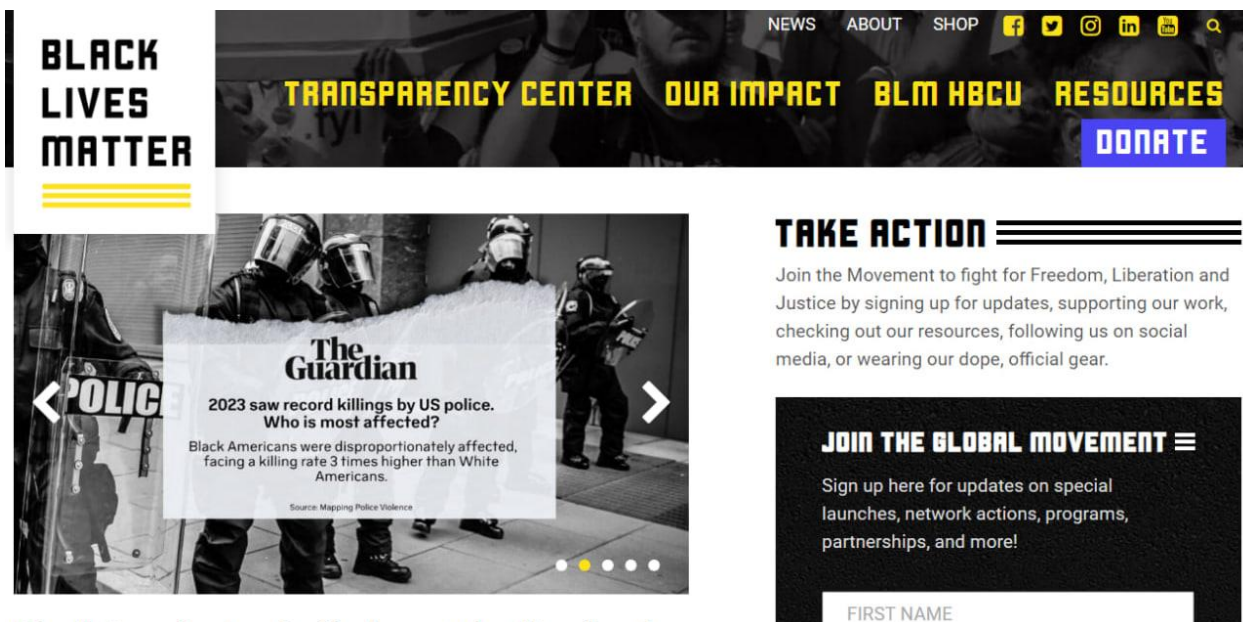 NEWS ABOUT SHOP
BLACK
LIVES
MATTER
TRANSPARENCY CENTER OUR IMPACT BLM HBCU RESOURCES
DONATE
.fyi
POLICE
The
Guardian
2023 saw record killings by US police.
Who is most affected?
Black Americans were disproportionately affected,
facing a killing rate 3 times higher than White
Americans.
Source: Mapping Police Violence
TAKE ACTION
Join the Movement to fight for Freedom, Liberation and
Justice by signing up for updates, supporting our work,
checking out our resources, following us on social
media, or wearing our dope, official gear.
JOIN THE GLOBAL MOVEMENT
Sign up here for updates on special
launches, network actions, programs,
partnerships, and more!
FIRST NAME